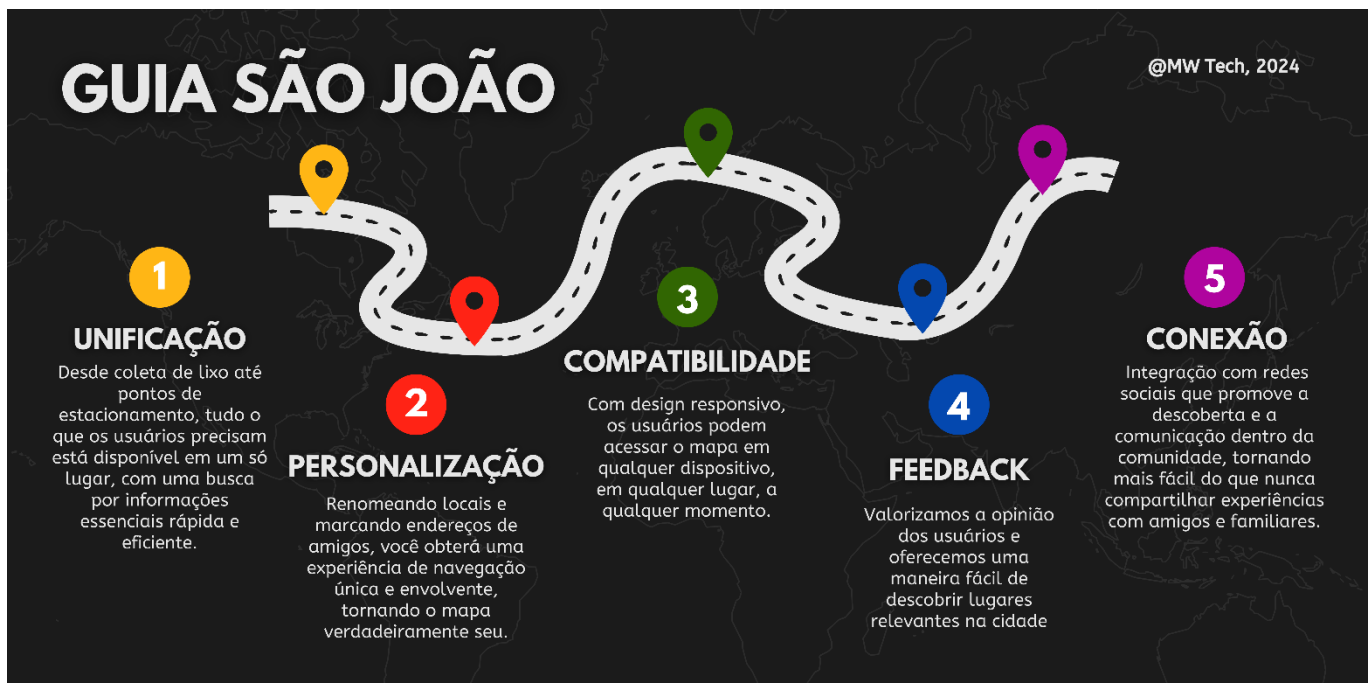 GUIA SÃO JOÃO
@MW Tech, 2024
1
UNIFICAÇÃO
Desde coleta de lixo até
pontos de
estacionamento, tudo o
que os usuários precisam
está disponível em um só
lugar, com uma busca
por informações
essenciais rápida e
eficiente.
2
PERSONALIZAÇÃO
Renomeando locais e
marcando endereços de
amigos, você obterá uma
experiência de navegação
única e envolvente,
tornando o mapa
verdadeiramente seu.
3
COMPATIBILIDADE
Com design responsivo,
os usuários podem
acessar o mapa em
qualquer dispositivo,
em qualquer lugar, a
qualquer momento.
4
FEEDBACK
Valorizamos a opinião
dos usuários e
oferecemos uma
maneira fácil de
descobrir lugares
relevantes na cidade
5
CONEXÃO
Integração com redes
sociais que promove a
descoberta e a
comunicação dentro da
comunidade, tornando
mais fácil do que nunca
compartilhar experiências
com amigos e familiares.